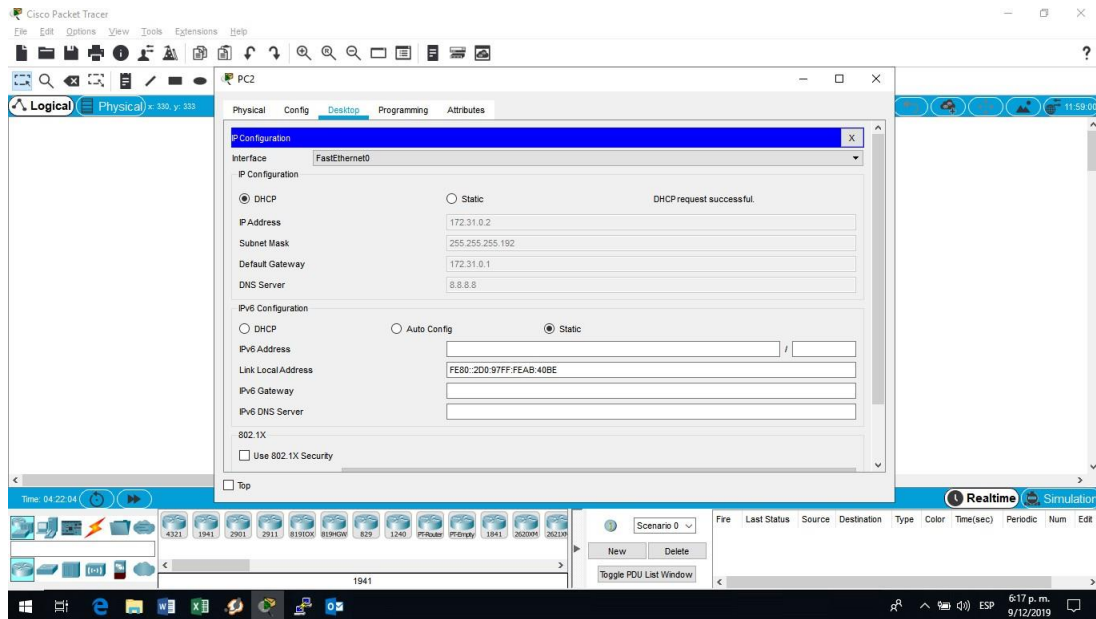 Cisco Packet Tracer
File Edit Options View Tools Extensions Help
?
PC2
Logical Physical x: 330, y: 333
11:59:00
Physical Config Desktop Programming Attributes
IP Configuration X
Interface FastEthernet0
IP Configuration
DHCP Static DHCP request successful.
IP Address 172.31.0.2
Subnet Mask 255.255.255.192
Default Gateway 172.31.0.1
DNS Server 8.8.8.8
IPv6 Configuration
DHCP Auto Config Static
IPv6 Address /
Link Local Address FE80::2D0:97FF:FEAB:40BE
IPv6 Gateway
IPv6 DNS Server
802.1X
Use 802.1X Security
Top
Time: 04:22:04 Realtime Simulation
4321 1941 2901 2911 819IOX 819HGW 829 1240 PT-Router PT-Empty 1841 2620XM 2621XM
1941
Scenario 0
New Delete
Toggle PDU List Window
Fire Last Status Source Destination Type Color Time(sec) Periodic Num Edit
ESP
6:17 p. m.
9/12/2019